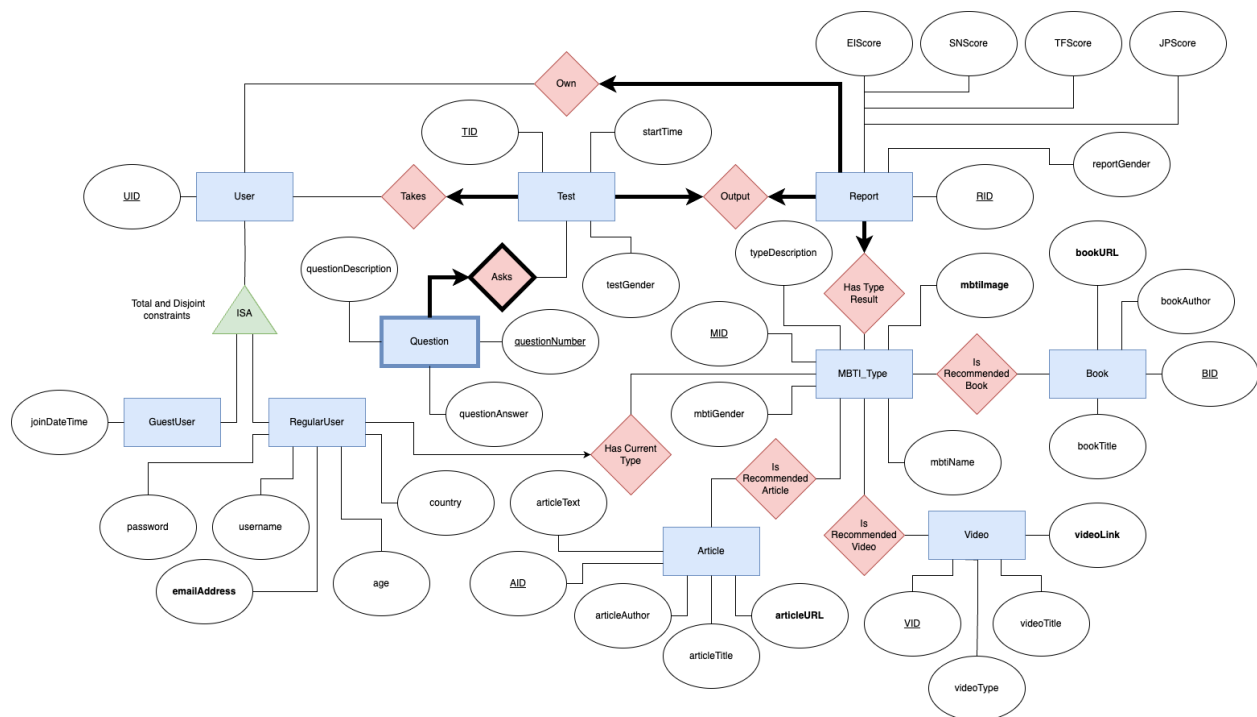 EIScore
SNScore
TFScore
JPScore
Own
TID
startTime
reportGender
UID
User
Takes
Test
Output
Report
RID
questionDescription
Asks
testGender
typeDescription
Has Type
Result
mbtiImage
bookURL
bookAuthor
Total and Disjoint
constraints
ISA
Question
questionNumber
MID
MBTI_Type
Is
Recommended
Book
Book
BID
joinDateTime
GuestUser
RegularUser
questionAnswer
mbtiGender
bookTitle
Has Current
Type
mbtiName
password
username
country
articleText
Is
Recommended
Article
Is
Recommended
Video
Video
videoLink
emailAddress
age
AID
Article
articleAuthor
articleTitle
articleURL
VID
videoTitle
videoType